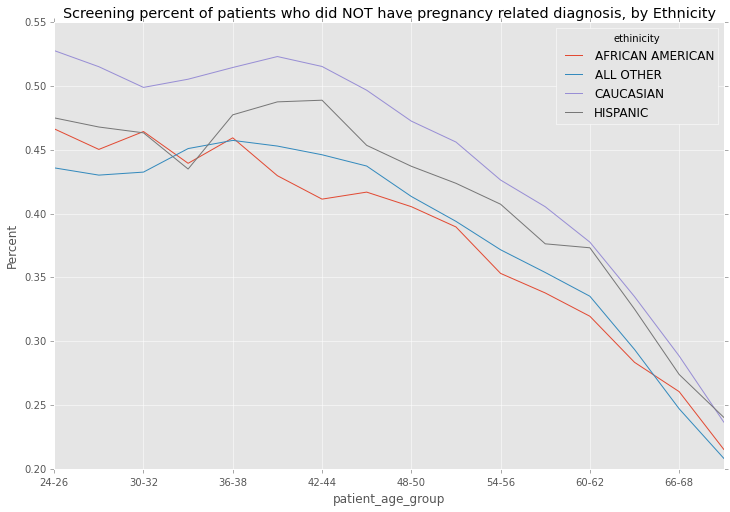 Screening percent of patients who did NOT have pregnancy related diagnosis, by Ethnicity
0.55
0.50
0.45
0.40
0.35
0.30
0.25
0.20
Percent
ethinicity
AFRICAN AMERICAN
ALL OTHER
CAUCASIAN
HISPANIC
24-26 30-32 36-38 42-44 48-50 54-56 60-62 66-68
patient_age_group